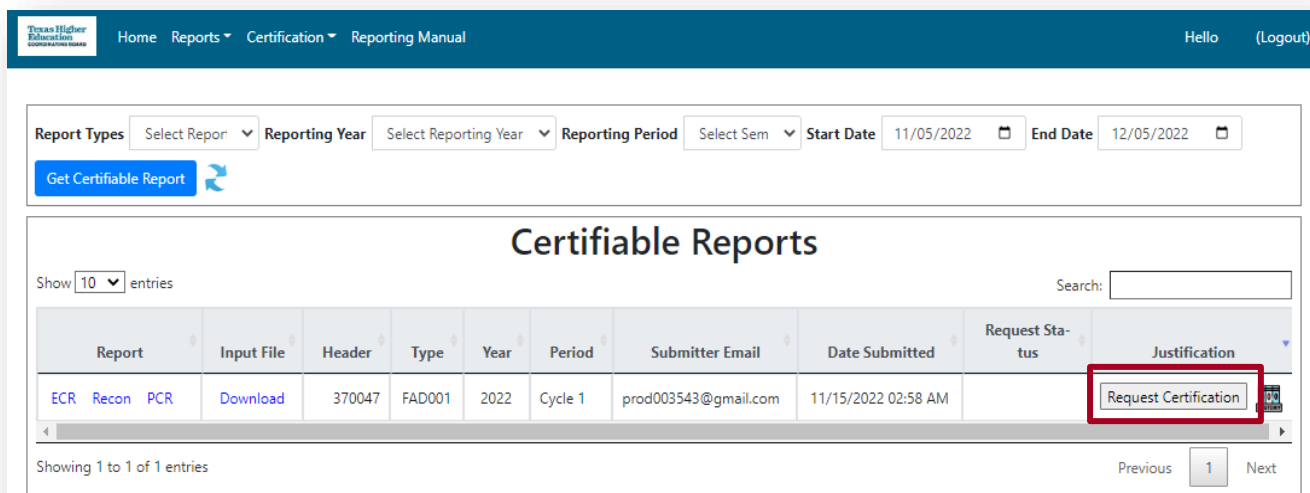 Texas Higher
Education
COORDINATING BOARD
Home Reports Certification Reporting Manual Hello (Logout)
Report Types Select Repor Reporting Year Select Reporting Year Reporting Period Select Sem Start Date 11/05/2022 End Date 12/05/2022
Get Certifiable Report
Certifiable Reports
Show 10 entries Search:
Report Input File Header Type Year Period Submitter Email Date Submitted Request Sta-
tus Justification
ECR Recon PCR Download 370047 FAD001 2022 Cycle 1 prod003543@gmail.com 11/15/2022 02:58 AM Request Certification
Showing 1 to 1 of 1 entries Previous 1 Next